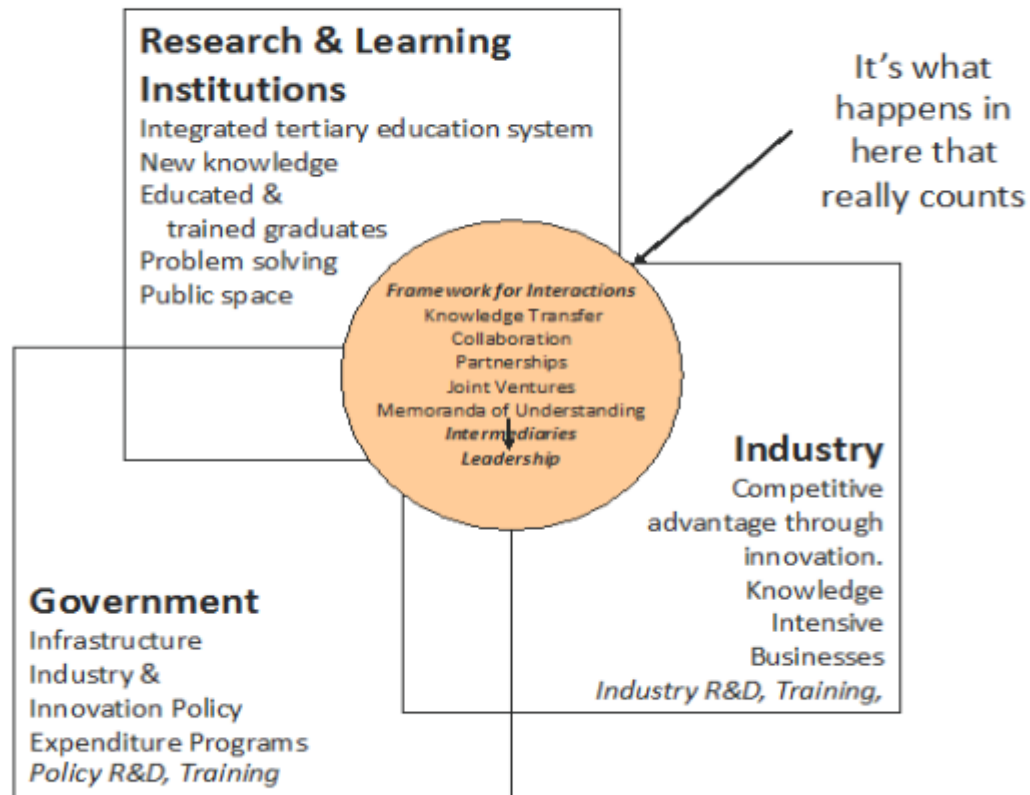 Research & Learning
Institutions
Integrated tertiary education system
New knowledge
Educated &
trained graduates
Problem solving
Public space
It's what
happens in
here that
really counts
Framework for Interactions
Knowledge Transfer
Collaboration
Partnerships
Joint Ventures
Memoranda of Understanding
Intermediaries
Leadership
Industry
Competitive
advantage through
innovation.
Knowledge
Intensive
Businesses
Industry R&D, Training,
Government
Infrastructure
Industry &
Innovation Policy
Expenditure Programs
Policy R&D, Training